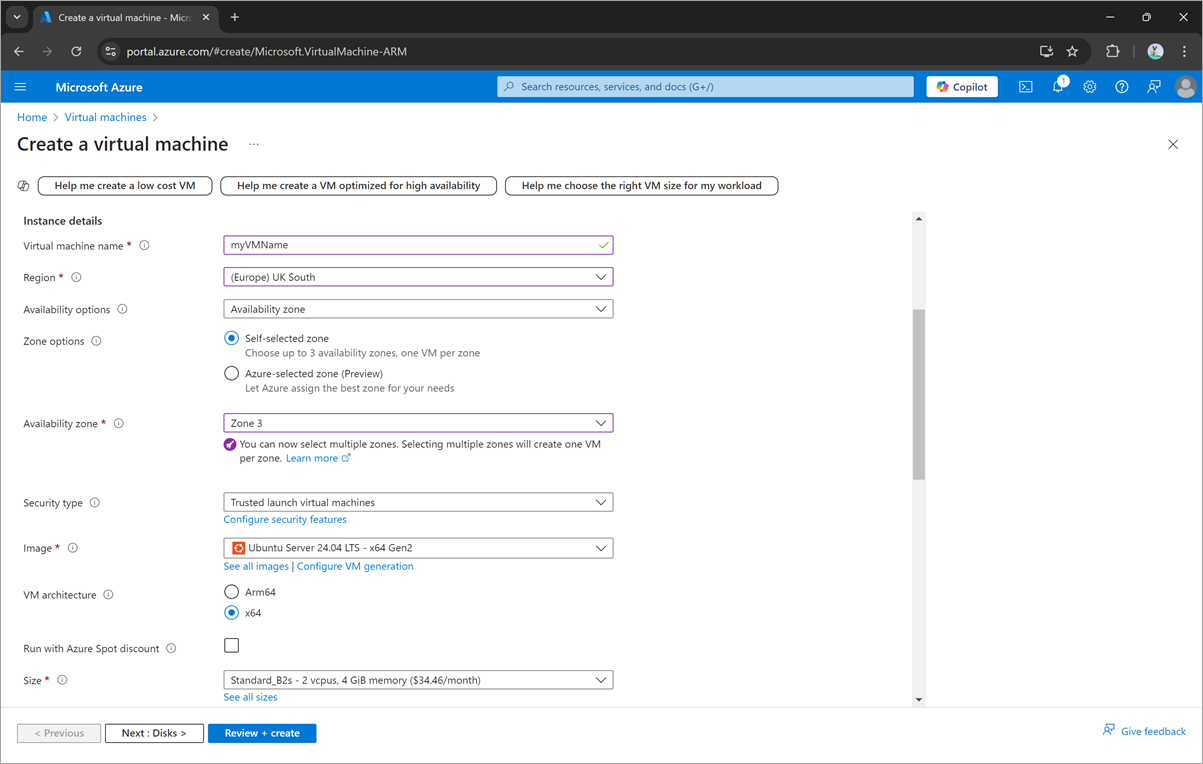 Create a virtual machine - Micr
portal.azure.com/#create/Microsoft.VirtualMachine-ARM
Microsoft Azure
Search resources, services, and docs (G+/)
Copilot
1
Home > Virtual machines >
Create a virtual machine ...
Help me create a low cost VM
Help me create a VM optimized for high availability
Help me choose the right VM size for my workload
Instance details
Virtual machine name *
myVMName
Region *
(Europe) UK South
Availability options
Availability zone
Zone options
Self-selected zone
Choose up to 3 availability zones, one VM per zone
Azure-selected zone (Preview)
Let Azure assign the best zone for your needs
Availability zone *
Zone 3
You can now select multiple zones. Selecting multiple zones will create one VM
per zone. Learn more
Security type
Trusted launch virtual machines
Configure security features
Image *
Ubuntu Server 24.04 LTS - x64 Gen2
See all images | Configure VM generation
VM architecture
Arm64
x64
Run with Azure Spot discount
Size *
Standard_B2s - 2 vcpus, 4 GiB memory ($34.46/month)
See all sizes
< Previous
Next : Disks >
Review + create
Give feedback